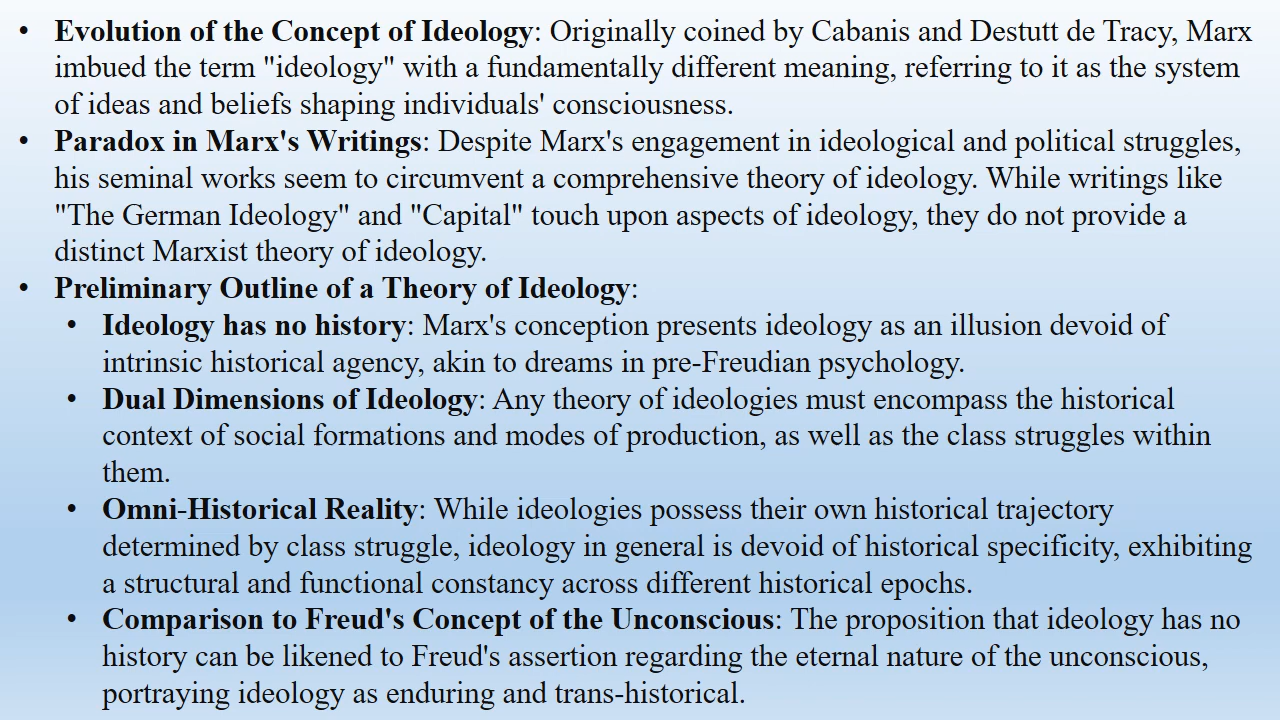 • Evolution of the Concept of Ideology: Originally coined by Cabanis and Destutt de Tracy, Marx
imbued the term "ideology" with a fundamentally different meaning, referring to it as the system
of ideas and beliefs shaping individuals' consciousness.
• Paradox in Marx's Writings: Despite Marx's engagement in ideological and political struggles,
his seminal works seem to circumvent a comprehensive theory of ideology. While writings like
"The German Ideology" and "Capital" touch upon aspects of ideology, they do not provide a
distinct Marxist theory of ideology.
• Preliminary Outline of a Theory of Ideology:
• Ideology has no history: Marx's conception presents ideology as an illusion devoid of
intrinsic historical agency, akin to dreams in pre-Freudian psychology.
• Dual Dimensions of Ideology: Any theory of ideologies must encompass the historical
context of social formations and modes of production, as well as the class struggles within
them.
• Omni-Historical Reality: While ideologies possess their own historical trajectory
determined by class struggle, ideology in general is devoid of historical specificity, exhibiting
a structural and functional constancy across different historical epochs.
• Comparison to Freud's Concept of the Unconscious: The proposition that ideology has no
history can be likened to Freud's assertion regarding the eternal nature of the unconscious,
portraying ideology as enduring and trans-historical.